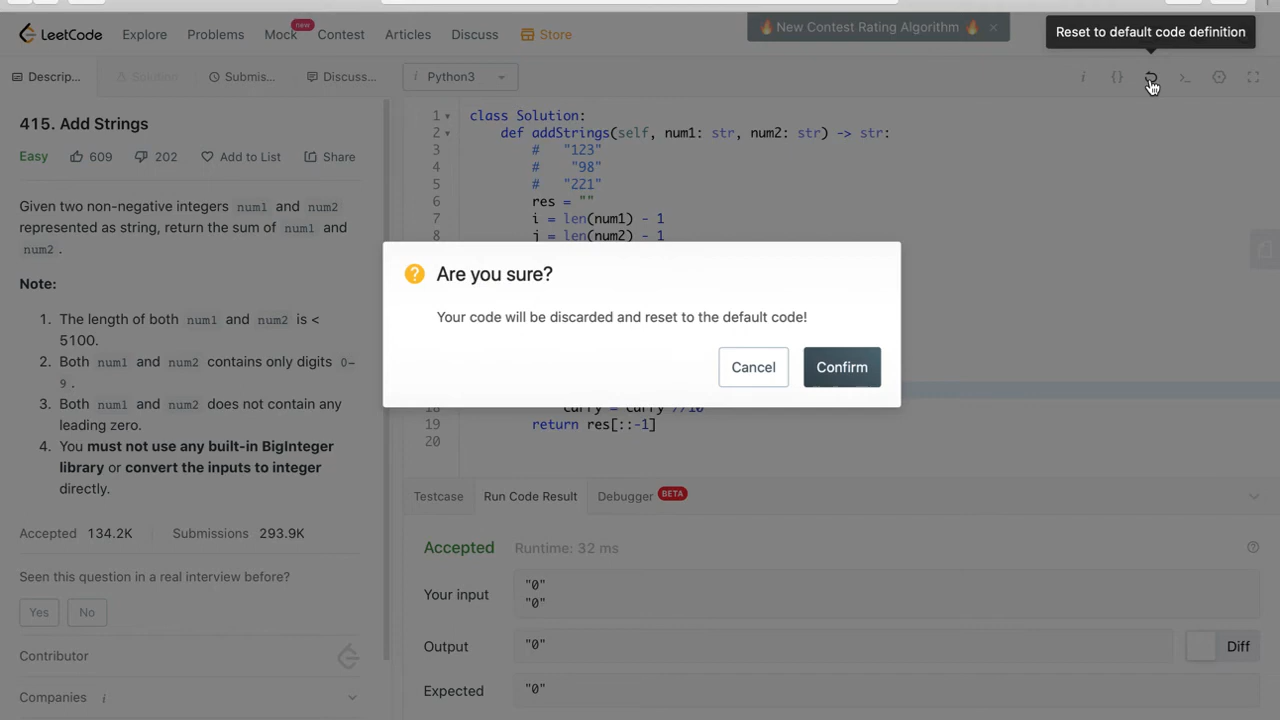 LeetCode
Explore
Problems
Mock
new
Contest
Articles
Discuss
Store
🔥 New Contest Rating Algorithm 🔥 ×
Reset to default code definition
Descrip...
Solution
Submis...
Discuss...
i Python3
i {} >_
415. Add Strings
Easy 609 202 Add to List Share
Given two non-negative integers num1 and num2
represented as string, return the sum of num1 and
num2 .
Note:
1. The length of both num1 and num2 is <
5100.
2. Both num1 and num2 contains only digits 0-
9 .
3. Both num1 and num2 does not contain any
leading zero.
4. You must not use any built-in BigInteger
library or convert the inputs to integer
directly.
Accepted 134.2K Submissions 293.9K
Seen this question in a real interview before?
Yes No
Contributor
Companies i
1 class Solution:
2 def addStrings(self, num1: str, num2: str) -> str:
3 # "123"
4 # "98"
5 # "221"
6 res = ""
7 i = len(num1) - 1
8 j = len(num2) - 1
Are you sure?
Your code will be discarded and reset to the default code!
Cancel Confirm
18 carry = carry //10
19 return res[::-1]
20
Testcase Run Code Result Debugger BETA
Accepted Runtime: 32 ms
Your input
"0"
"0"
Output "0" Diff
Expected "0"